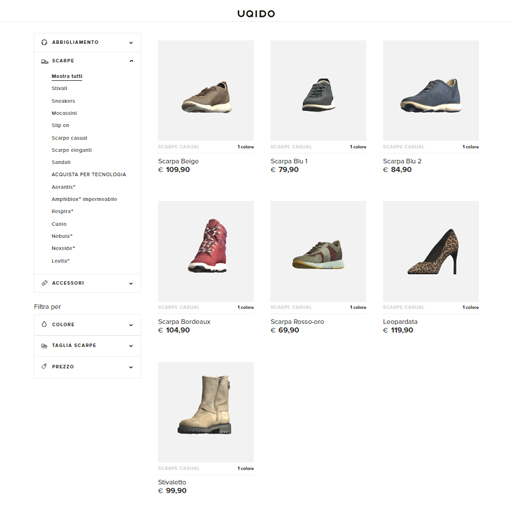 UQIDO
ABBIGLIAMENTO
SCARPE
Mostra tutti
Stivali
Sneakers
Mocassini
Slip on
Scarpe casual
Scarpe eleganti
Sandali
ACQUISTA PER TECNOLOGIA
Aerantis®
Amphibiox® impermeabile
Respira®
Cuoio
Nebula®
Nexside®
Levita®
ACCESSORI
Filtra per
COLORE
TAGLIA SCARPE
PREZZO
SCARPE CASUAL 1 colors
Scarpa Beige
€ 109,90
SCARPE CASUAL 1 colors
Scarpa Blu 1
€ 79,90
SCARPE CASUAL 1 colors
Scarpa Blu 2
€ 84,90
SCARPE CASUAL 1 colors
Scarpa Bordeaux
€ 104,90
SCARPE CASUAL 1 colors
Scarpa Rosso-oro
€ 69,90
SCARPE CASUAL 1 colors
Leopardata
€ 119,90
SCARPE CASUAL 1 colors
Stivaletto
€ 99,90